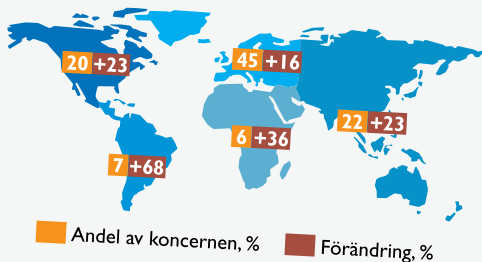 20 +23
45 +16
22 +23
6 +36
7 +68
Andel av koncernen, %
Förändring, %